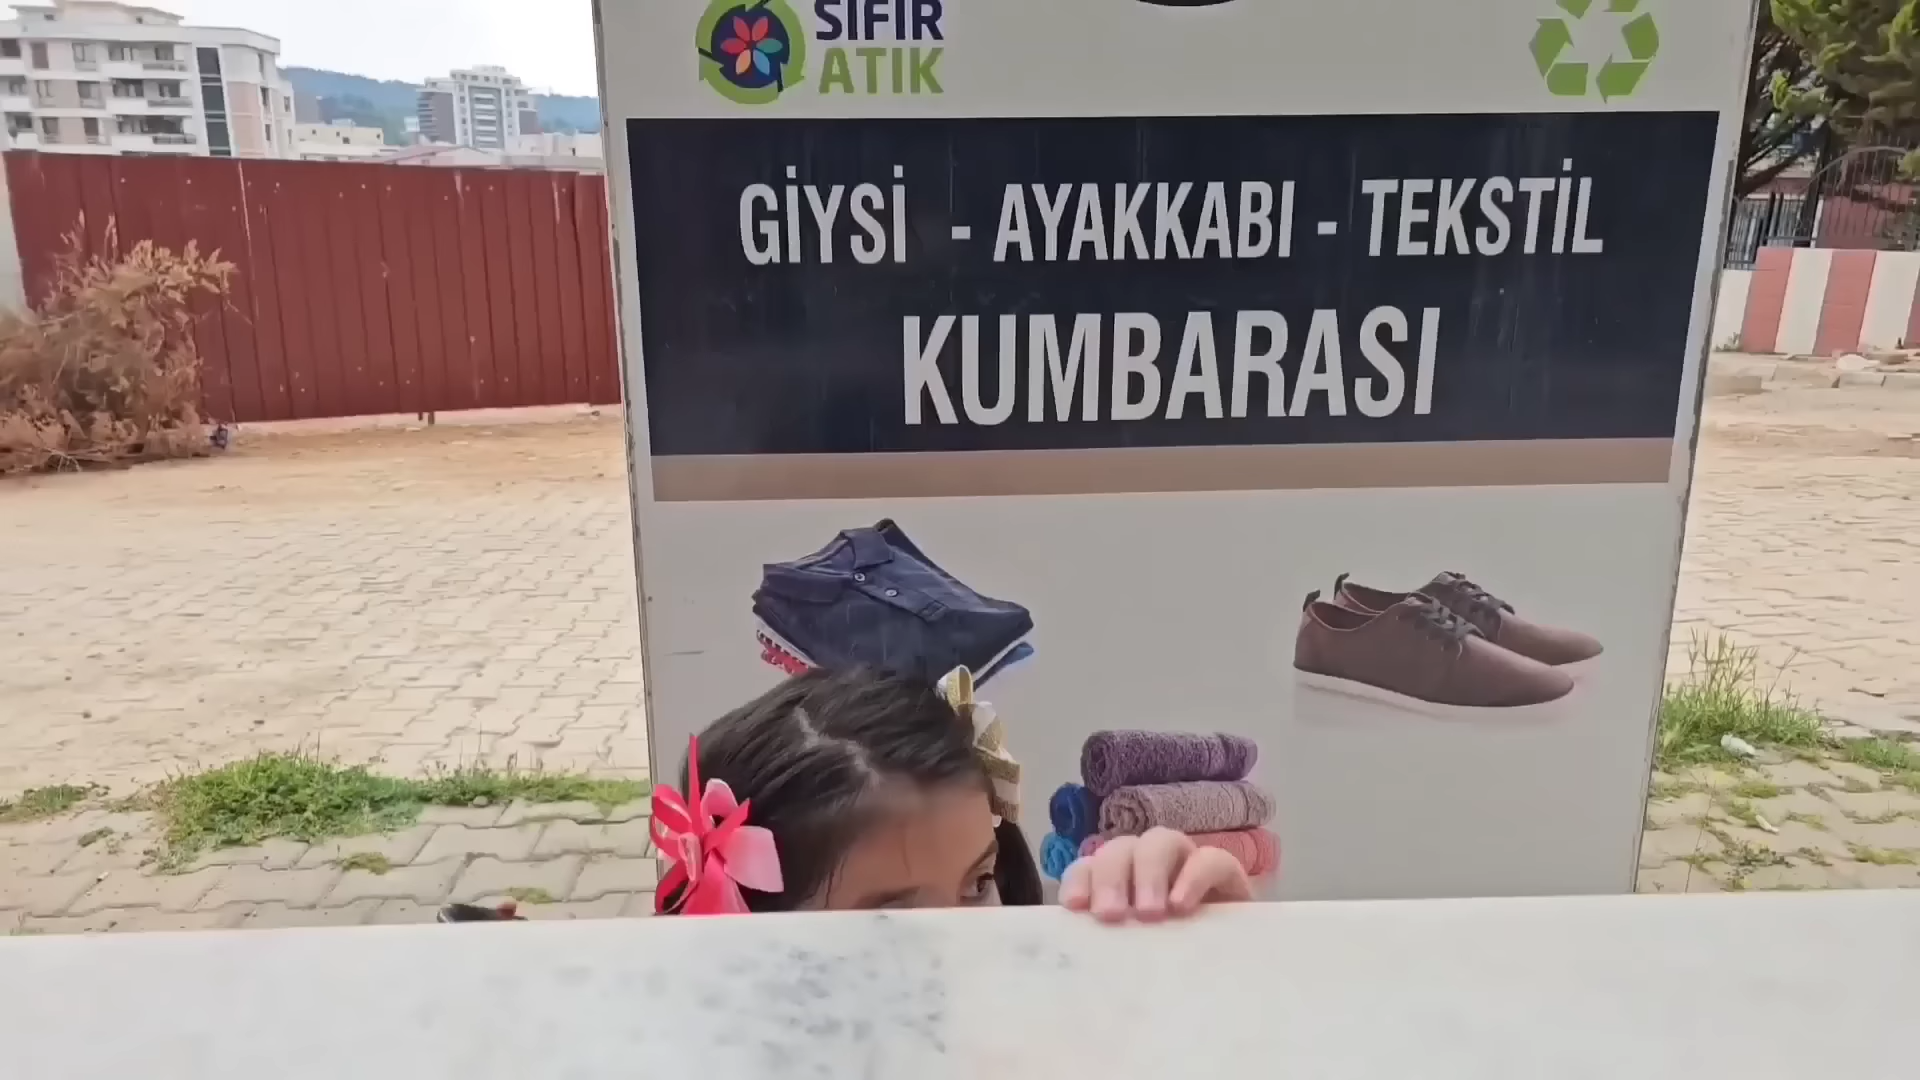 SIFIR
ATIK
GİYSİ - AYAKKABI - TEKSTİL
KUMBARASI